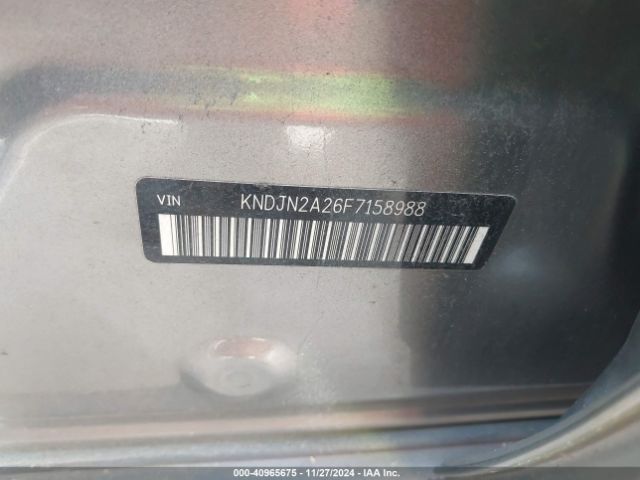 VIN KNDJN2A26F7158988
000-40965675 | 11/27/2024 | IAA Inc.